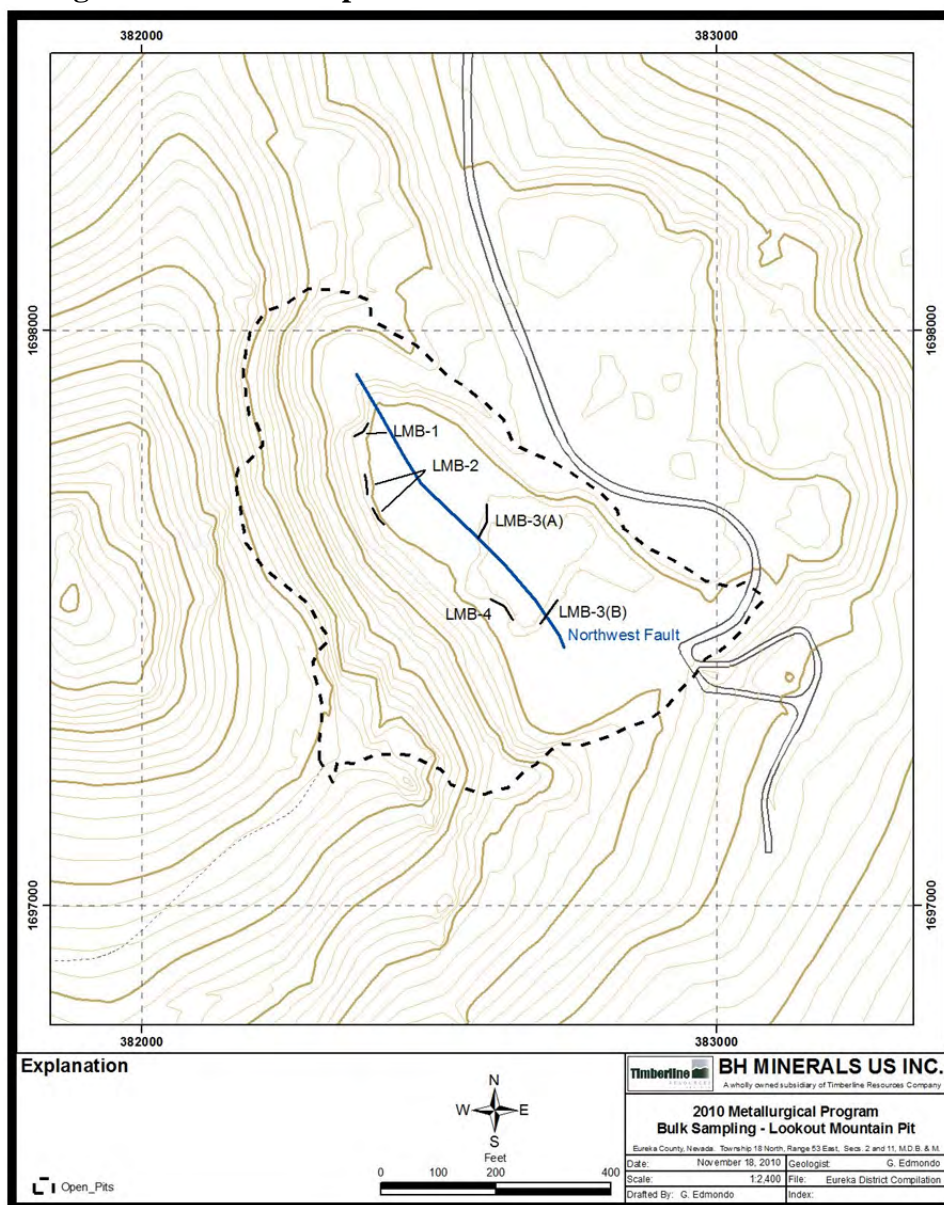 382000 383000
1698000 1698000
LMB-1
LMB-2
LMB-3(A)
LMB-4 LMB-3(B)
Northwest Fault
1697000 1697000
382000 383000
Explanation
Open_Pits
N
W E
S
Feet
0 100 200 400
Timberline
BH MINERALS US INC.
A wholly owned subsidiary of Timberline Resources Company
2010 Metallurgical Program
Bulk Sampling - Lookout Mountain Pit
Eureka County, Nevada. Township 18 North, Range 53 East, Secs. 2 and 11, M.D.B. & M.
Date: November 18, 2010 Geologist: G. Edmondo
Scale: 1:2,400 File: Eureka District Compilation
Drafted By: G. Edmondo Index: